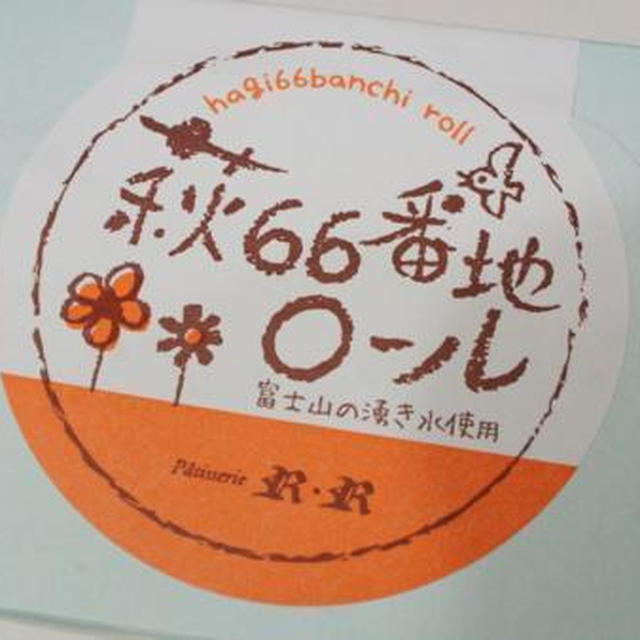 hagi66banchi roll
萩66番地
ロール
富士山の湧き水使用
Pâtisserie R・R